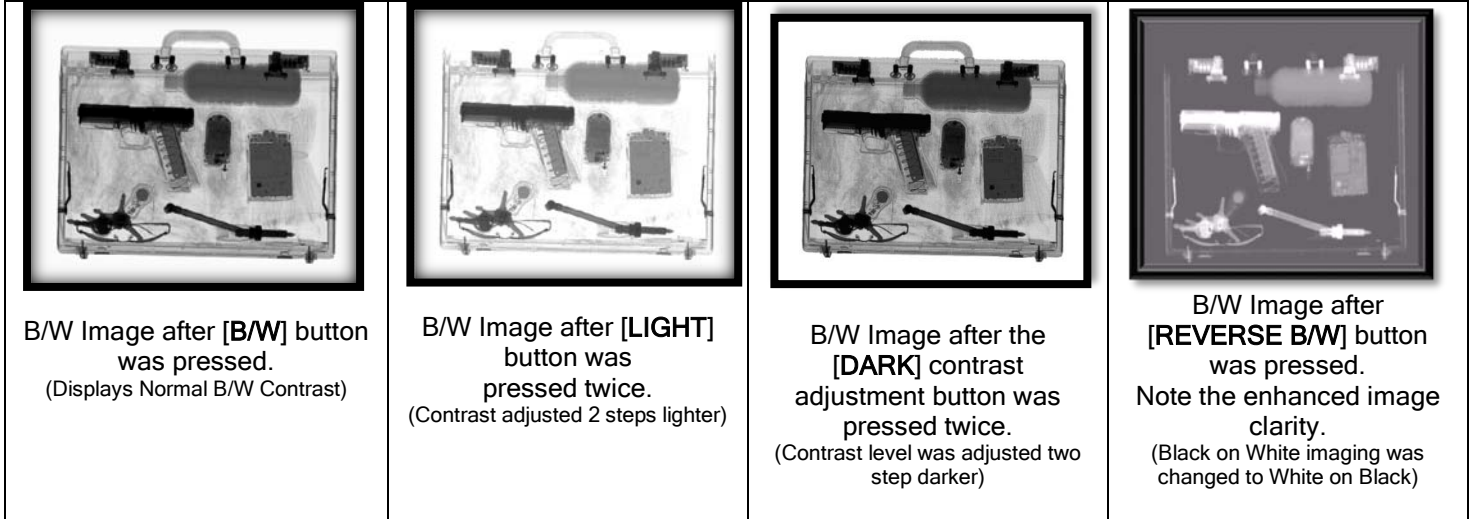 B/W Image after [B/W] button
was pressed.
(Displays Normal B/W Contrast)
B/W Image after [LIGHT]
button was
pressed twice.
(Contrast adjusted 2 steps lighter)
B/W Image after the
[DARK] contrast
adjustment button was
pressed twice.
(Contrast level was adjusted two
step darker)
B/W Image after
[REVERSE B/W] button
was pressed.
Note the enhanced image
clarity.
(Black on White imaging was
changed to White on Black)